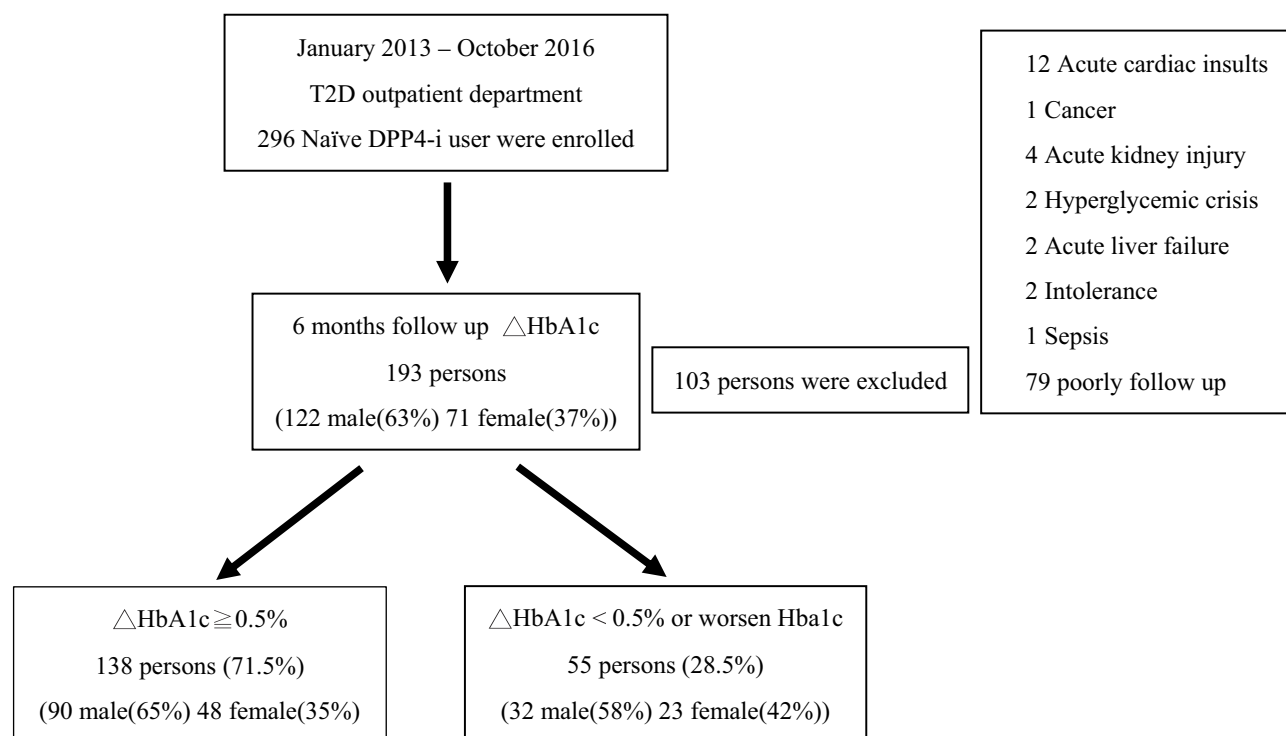 January 2013 – October 2016
T2D outpatient department
296 Naïve DPP4-i user were enrolled
12 Acute cardiac insults
1 Cancer
4 Acute kidney injury
2 Hyperglycemic crisis
2 Acute liver failure
2 Intolerance
1 Sepsis
79 poorly follow up
6 months follow up △HbA1c
193 persons
(122 male(63%) 71 female(37%))
103 persons were excluded
△HbA1c≧0.5%
138 persons (71.5%)
(90 male(65%) 48 female(35%)
△HbA1c < 0.5% or worsen Hba1c
55 persons (28.5%)
(32 male(58%) 23 female(42%))